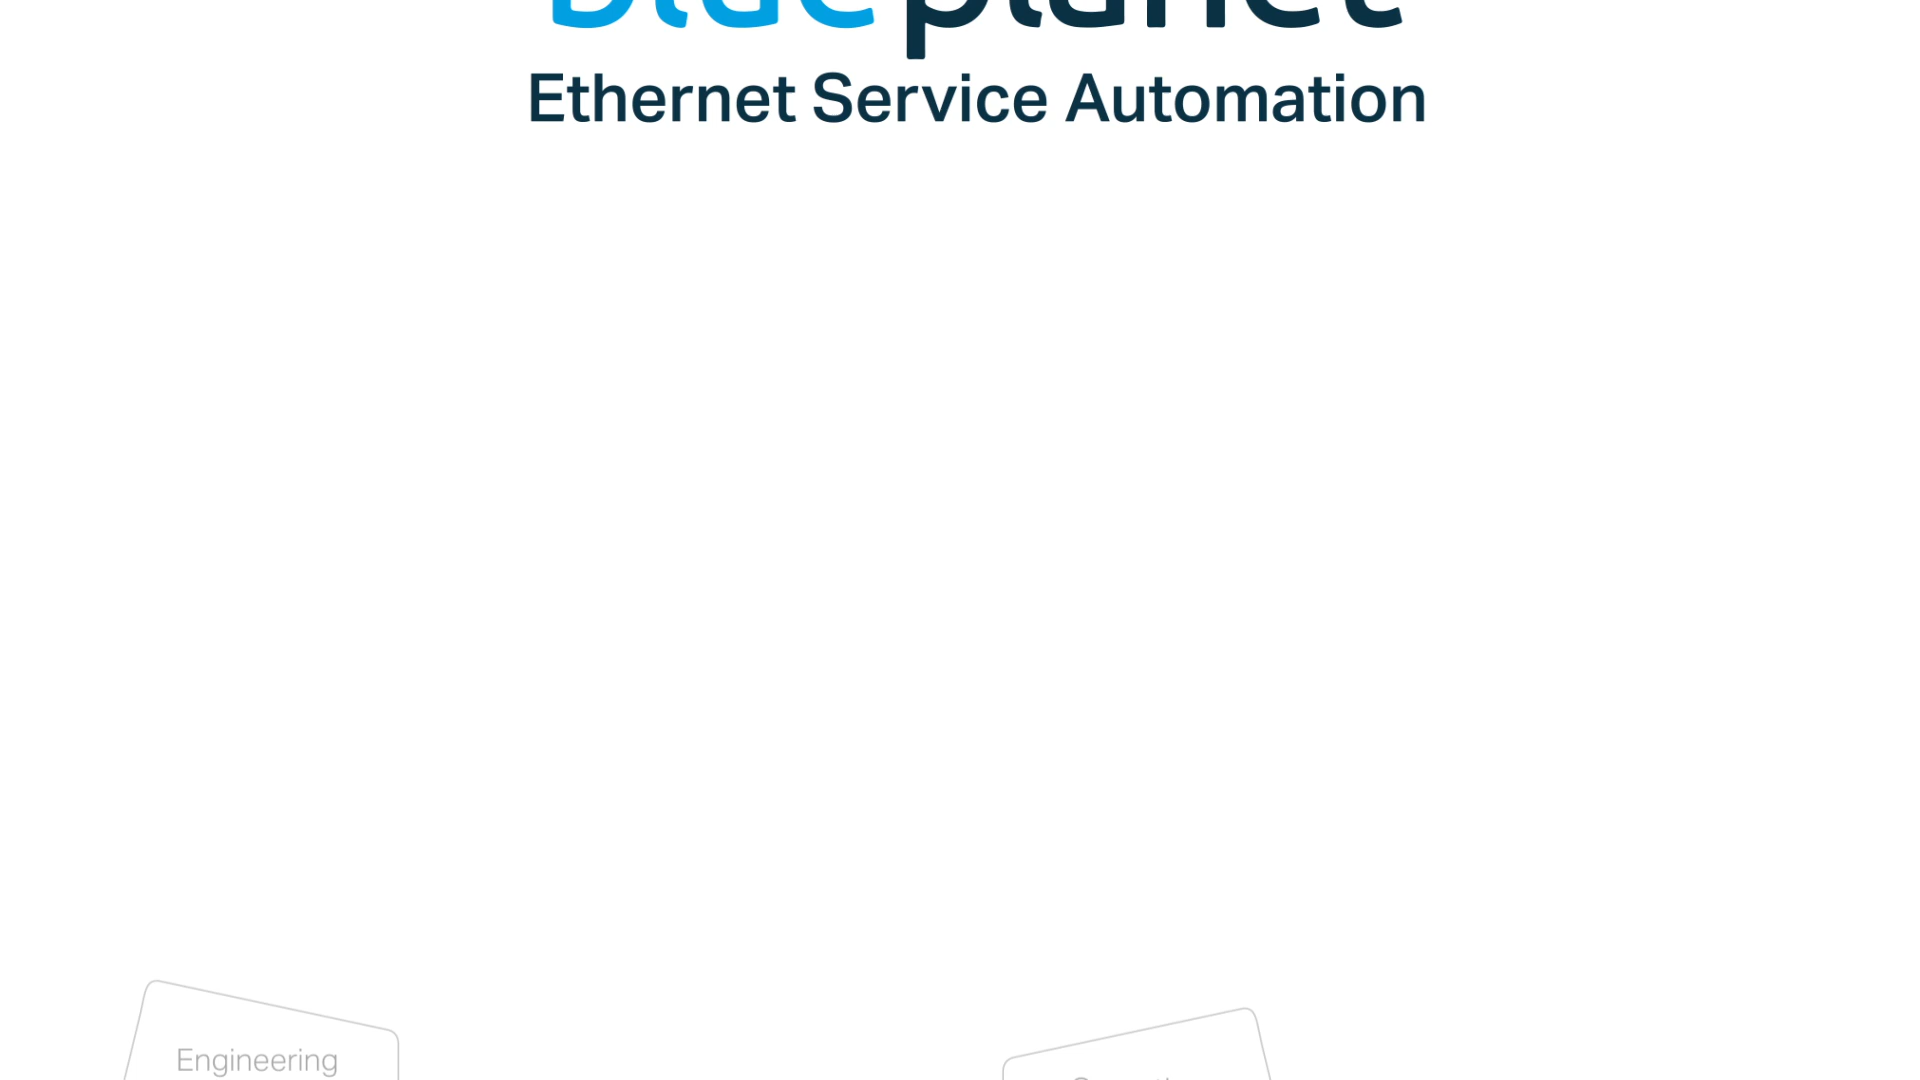 blueplanet
Ethernet Service Automation
Engineering